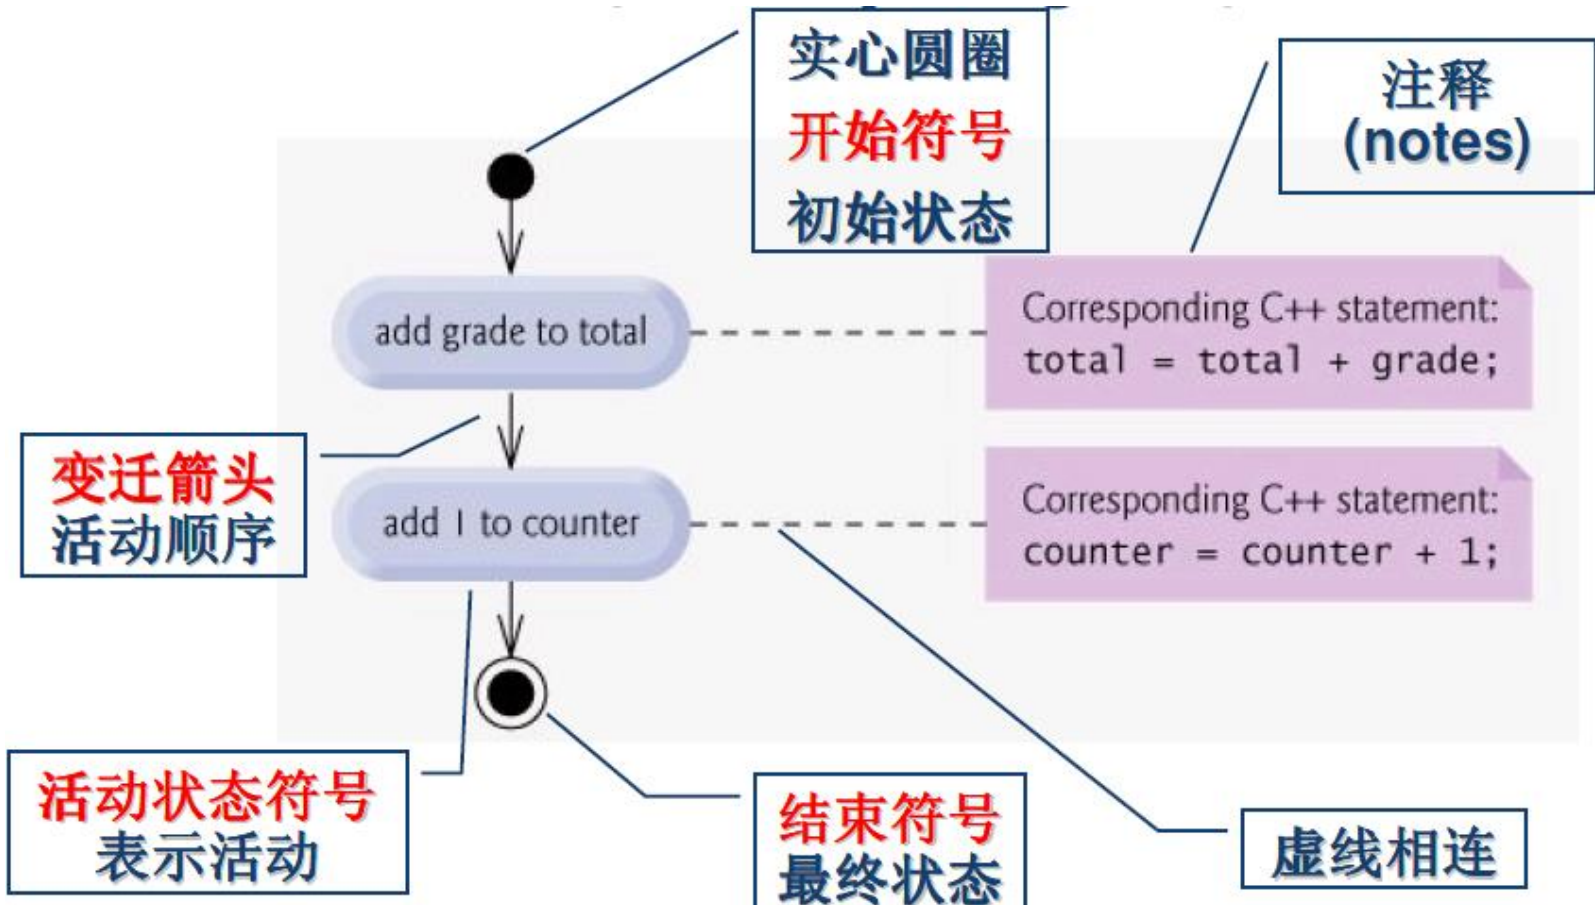 实心圆圈
开始符号
初始状态
注释
(notes)
add grade to total
Corresponding C++ statement:
total = total + grade;
变迁箭头
活动顺序
add 1 to counter
Corresponding C++ statement:
counter = counter + 1;
活动状态符号
表示活动
结束符号
最终状态
虚线相连